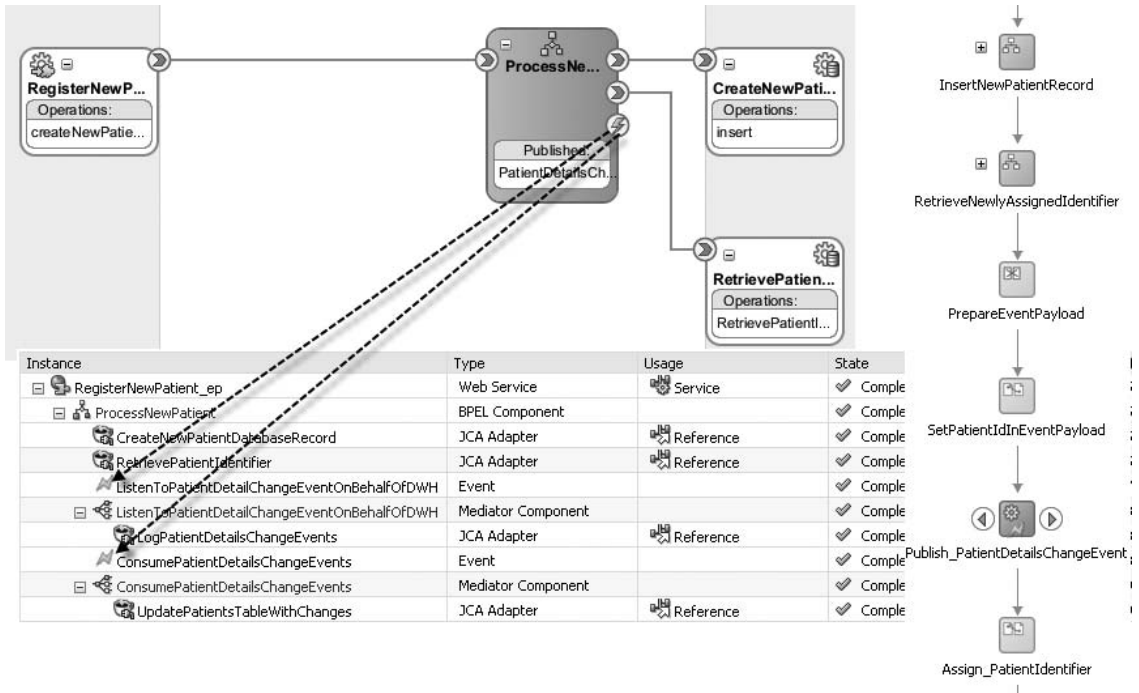 RegisterNewP...
Operations:
createNewPatie...
ProcessNe...
Published:
PatientDetailsCh...
CreateNewPati...
Operations:
insert
RetrievePatien...
Operations:
RetrievePatientI...
Instance Type Usage State
RegisterNewPatient_ep Web Service Service Comple
ProcessNewPatient BPEL Component Comple
CreateNewPatientDatabaseRecord JCA Adapter Reference Comple
RetrievePatientIdentifier JCA Adapter Reference Comple
ListenToPatientDetailChangeEventOnBehalfOfDWH Event Comple
ListenToPatientDetailChangeEventOnBehalfOfDWH Mediator Component Comple
LogPatientDetailsChangeEvents JCA Adapter Reference Comple
ConsumePatientDetailsChangeEvents Event Comple
ConsumePatientDetailsChangeEvents Mediator Component Comple
UpdatePatientsTableWithChanges JCA Adapter Reference Comple
InsertNewPatientRecord
RetrieveNewlyAssignedIdentifier
PrepareEventPayload
SetPatientIdInEventPayload
Publish_PatientDetailsChangeEvent
Assign_PatientIdentifier